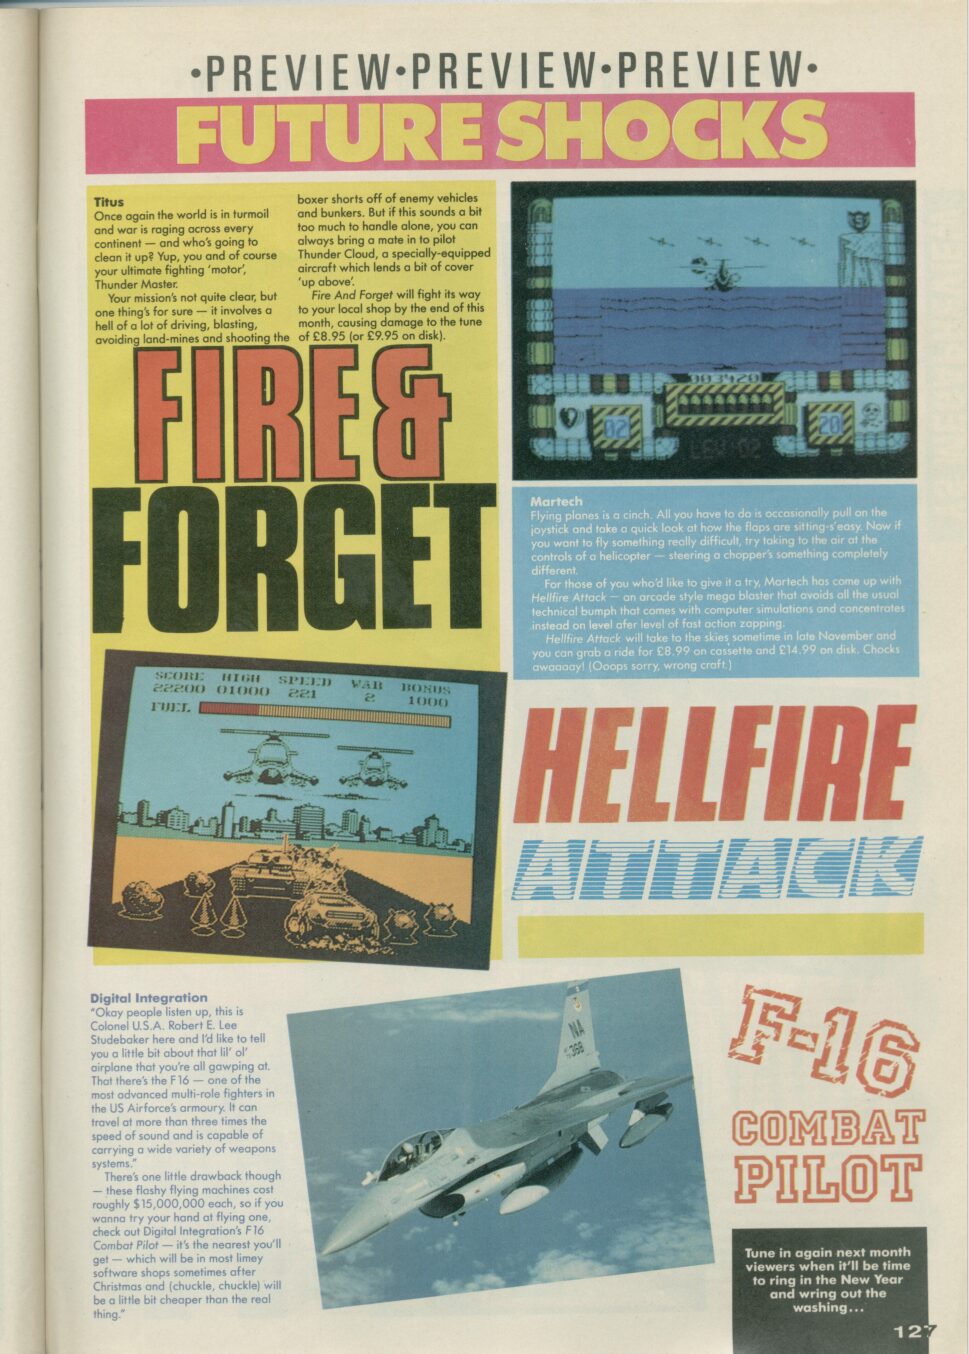 •PREVIEW•PREVIEW•PREVIEW•
FUTURE SHOCKS
Titus
Once again the world is in turmoil
and war is raging across every
continent — and who's going to
clean it up? Yup, you and of course
your ultimate fighting 'motor',
Thunder Master.
Your mission's not quite clear, but
one thing's for sure — it involves a
hell of a lot of driving, blasting,
avoiding land-mines and shooting the
boxer shorts off of enemy vehicles
and bunkers. But if this sounds a bit
too much to handle alone, you can
always bring a mate in to pilot
Thunder Cloud, a specially-equipped
aircraft which lends a bit of cover
'up above'.
Fire And Forget will fight its way
to your local shop by the end of this
month, causing damage to the tune
of £8.95 (or £9.95 on disk).
FIRE &
FORGET
SCORE HIGH SPEED WAR BONUS
22200 01000 221 2 1000
FUEL
003420
02
20
LEV 02
Martech
Flying planes is a cinch. All you have to do is occasionally pull on the
joystick and take a quick look at how the flaps are sitting-s'easy. Now if
you want to fly something really difficult, try taking to the air at the
controls of a helicopter — steering a chopper's something completely
different.
For those of you who'd like to give it a try, Martech has come up with
Hellfire Attack — an arcade style mega blaster that avoids all the usual
technical bumph that comes with computer simulations and concentrates
instead on level afer level of fast action zapping.
Hellfire Attack will take to the skies sometime in late November and
you can grab a ride for £8.99 on cassette and £14.99 on disk. Chocks
awaaaay! (Ooops sorry, wrong craft.)
HELLFIRE
ATTACK
Digital Integration
"Okay people listen up, this is
Colonel U.S.A. Robert E. Lee
Studebaker here and I'd like to tell
you a little bit about that lil' ol'
airplane that you're all gawping at.
That there's the F16 — one of the
most advanced multi-role fighters in
the US Airforce's armoury. It can
travel at more than three times the
speed of sound and is capable of
carrying a wide variety of weapons
systems."
There's one little drawback though
— these flashy flying machines cost
roughly $15,000,000 each, so if you
wanna try your hand at flying one,
check out Digital Integration's F16
Combat Pilot — it's the nearest you'll
get — which will be in most limey
software shops sometimes after
Christmas and (chuckle, chuckle) will
be a little bit cheaper than the real
thing."
NA
368
F-16
COMBAT
PILOT
Tune in again next month
viewers when it'll be time
to ring in the New Year
and wring out the
washing...
127